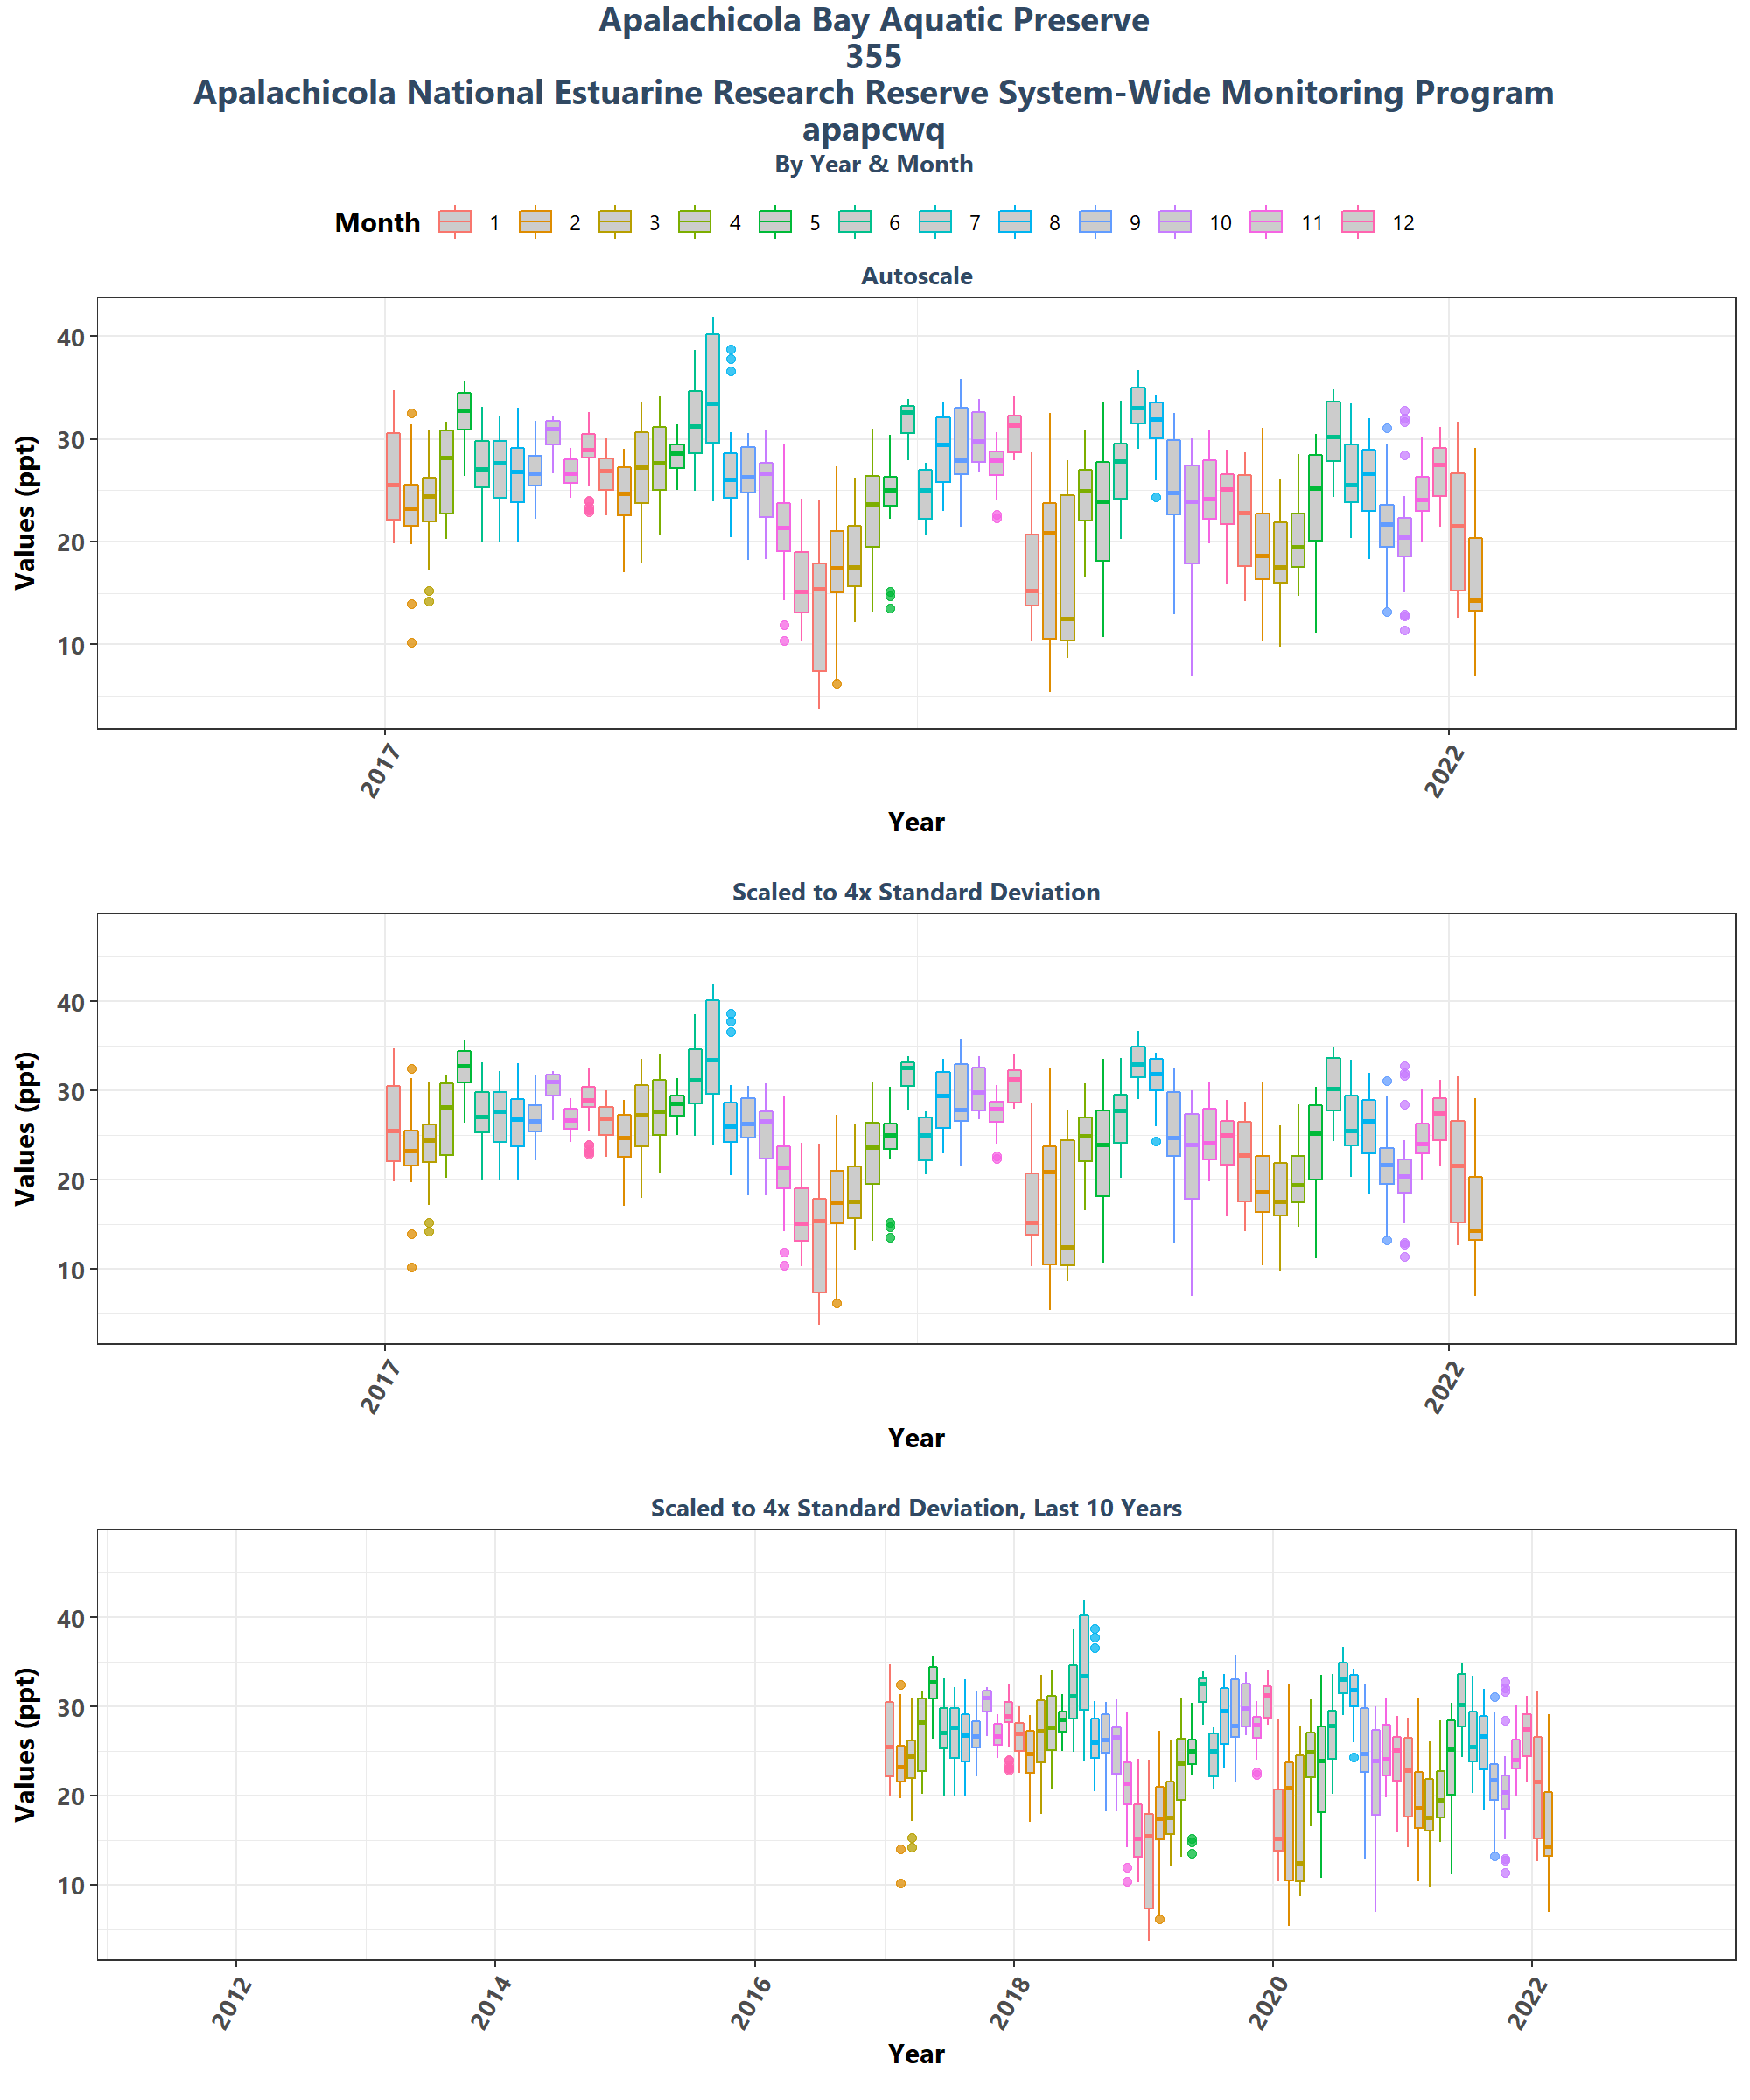 Apalachicola Bay Aquatic Preserve
355
Apalachicola National Estuarine Research Reserve System-Wide Monitoring Program
apapcwq
By Year & Month
Month 1 2 3 4 5 6 7 8 9 10 11 12
Autoscale
Values (ppt)
40
30
20
10
2017 2022
Year
Scaled to 4x Standard Deviation
Values (ppt)
40
30
20
10
2017 2022
Year
Scaled to 4x Standard Deviation, Last 10 Years
Values (ppt)
40
30
20
10
2012 2014 2016 2018 2020 2022
Year